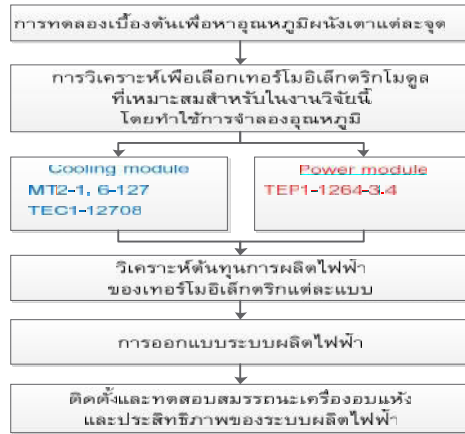 การทดลองเบื้องต้นเพื่อหาอุณหภูมิผนังเตาแต่ละจุด
การวิเคราะห์เพื่อเลือกเทอร์โมอิเล็กตริกโมดูล
ที่เหมาะสมสำหรับในงานวิจัยนี้
โดยทำใช้การจำลองอุณหภูมิ
Cooling module
MT2-1, 6-127
TEC1-12708
Power module
TEP1-1264-3.4
วิเคราะห์ต้นทุนการผลิตไฟฟ้า
ของเทอร์โมอิเล็กตริกแต่ละแบบ
การออกแบบระบบผลิตไฟฟ้า
ติดตั้งและทดสอบสมรรถนะเครื่องอบแห้ง
และประสิทธิภาพของระบบผลิตไฟฟ้า